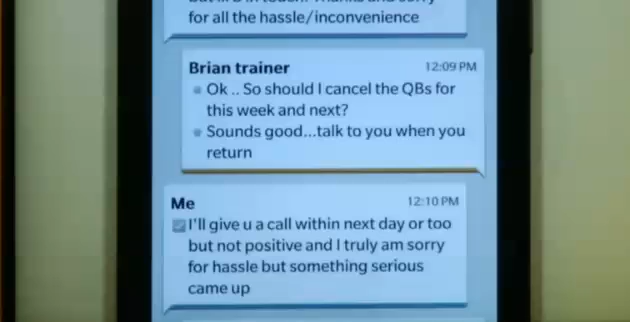 for all the hassle/inconvenience
Brian trainer 12:09 PM
Ok .. So should I cancel the QBs for
this week and next?
Sounds good...talk to you when you
return
Me 12:10 PM
I'll give u a call within next day or too
but not positive and I truly am sorry
for hassle but something serious
came up